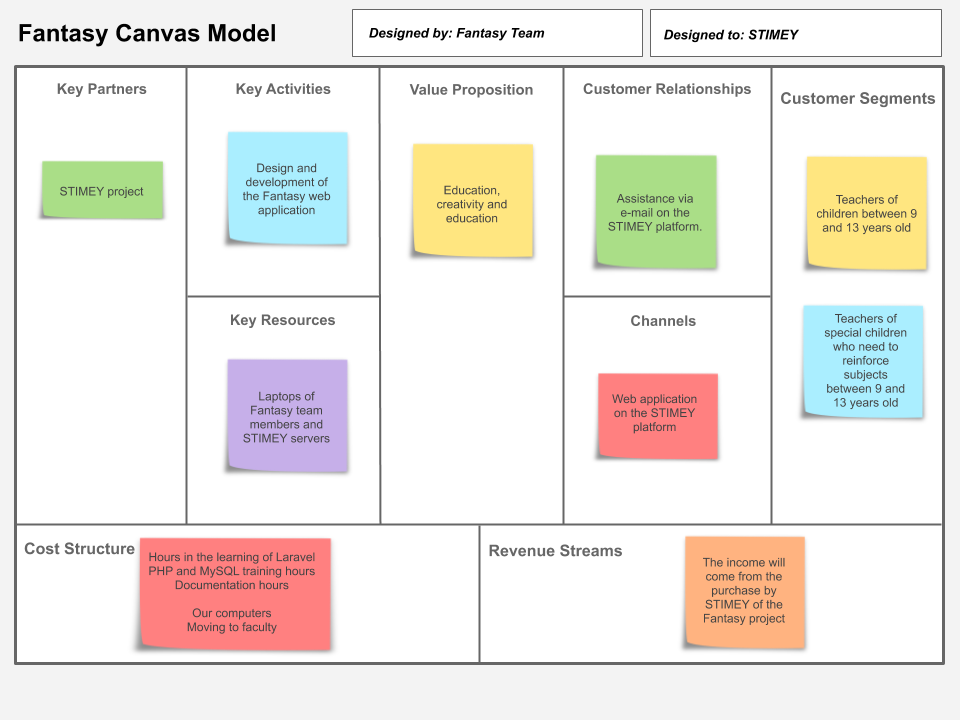 Fantasy Canvas Model
Designed by: Fantasy Team
Designed to: STIMEY
Key Partners
STIMEY project
Key Activities
Design and
development of
the Fantasy web
application
Key Resources
Laptops of
Fantasy team
members and
STIMEY servers
Value Proposition
Education,
creativity and
education
Customer Relationships
Assistance via
e-mail on the
STIMEY platform.
Channels
Web application
on the STIMEY
platform
Customer Segments
Teachers of
children between 9
and 13 years old
Teachers of
special children
who need to
reinforce
subjects
between 9 and
13 years old
Cost Structure
Hours in the learning of Laravel
PHP and MySQL training hours
Documentation hours
Our computers
Moving to faculty
Revenue Streams
The income will
come from the
purchase by
STIMEY of the
Fantasy project